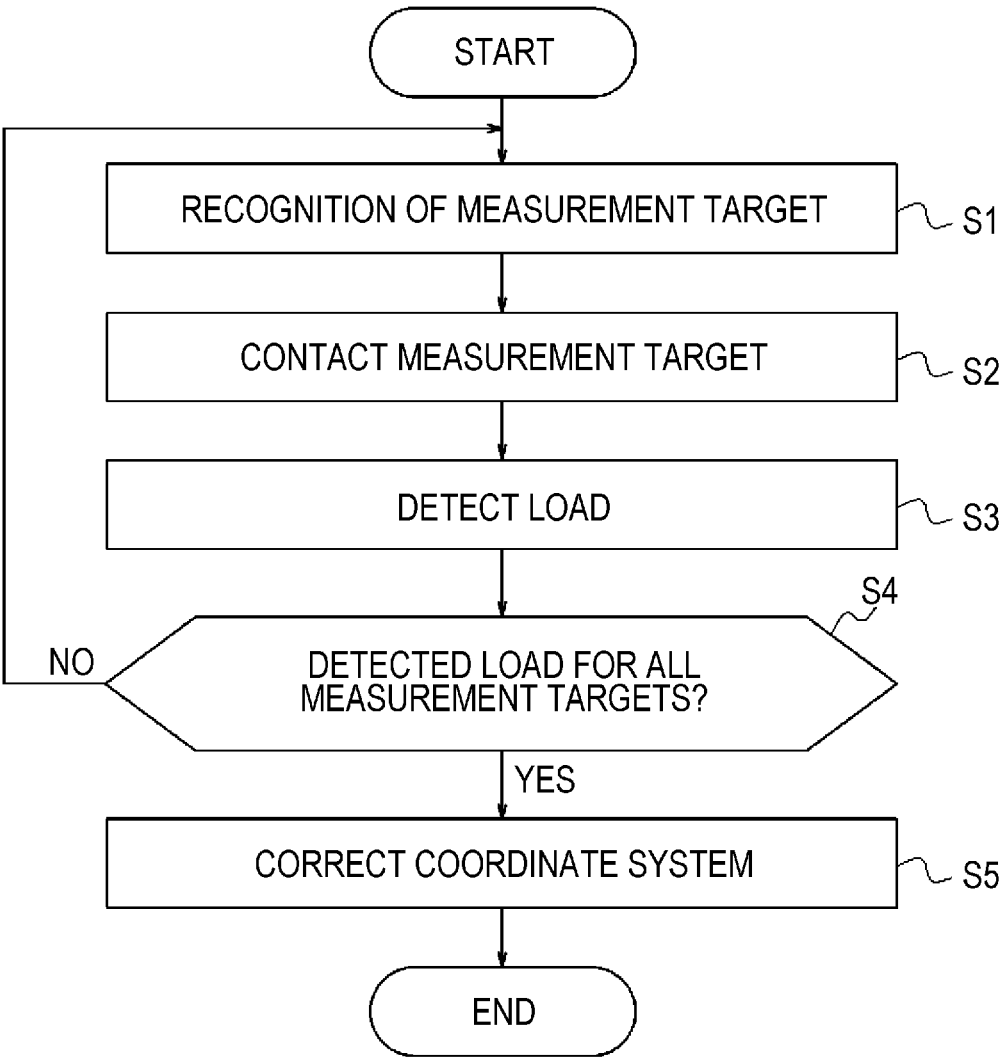 START
RECOGNITION OF MEASUREMENT TARGET
S1
CONTACT MEASUREMENT TARGET
S2
DETECT LOAD
S3
S4
DETECTED LOAD FOR ALL
MEASUREMENT TARGETS?
NO
YES
CORRECT COORDINATE SYSTEM
S5
END